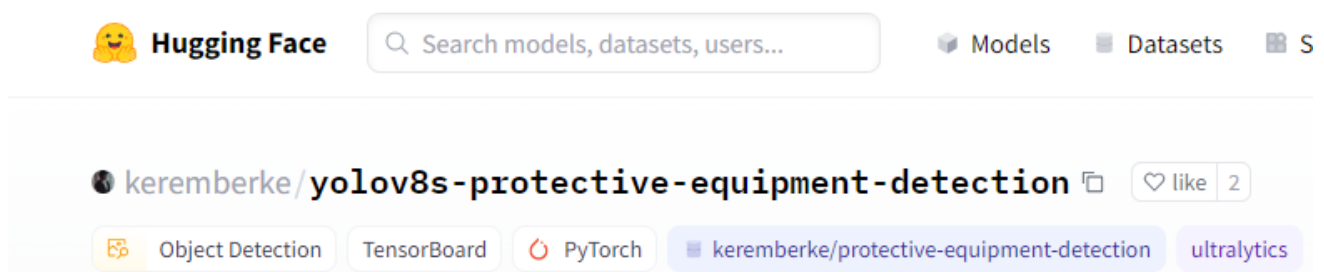 Hugging Face Search models, datasets, users... Models Datasets S
keremberke/yolov8s-protective-equipment-detection like 2
Object Detection TensorBoard PyTorch keremberke/protective-equipment-detection ultralytics